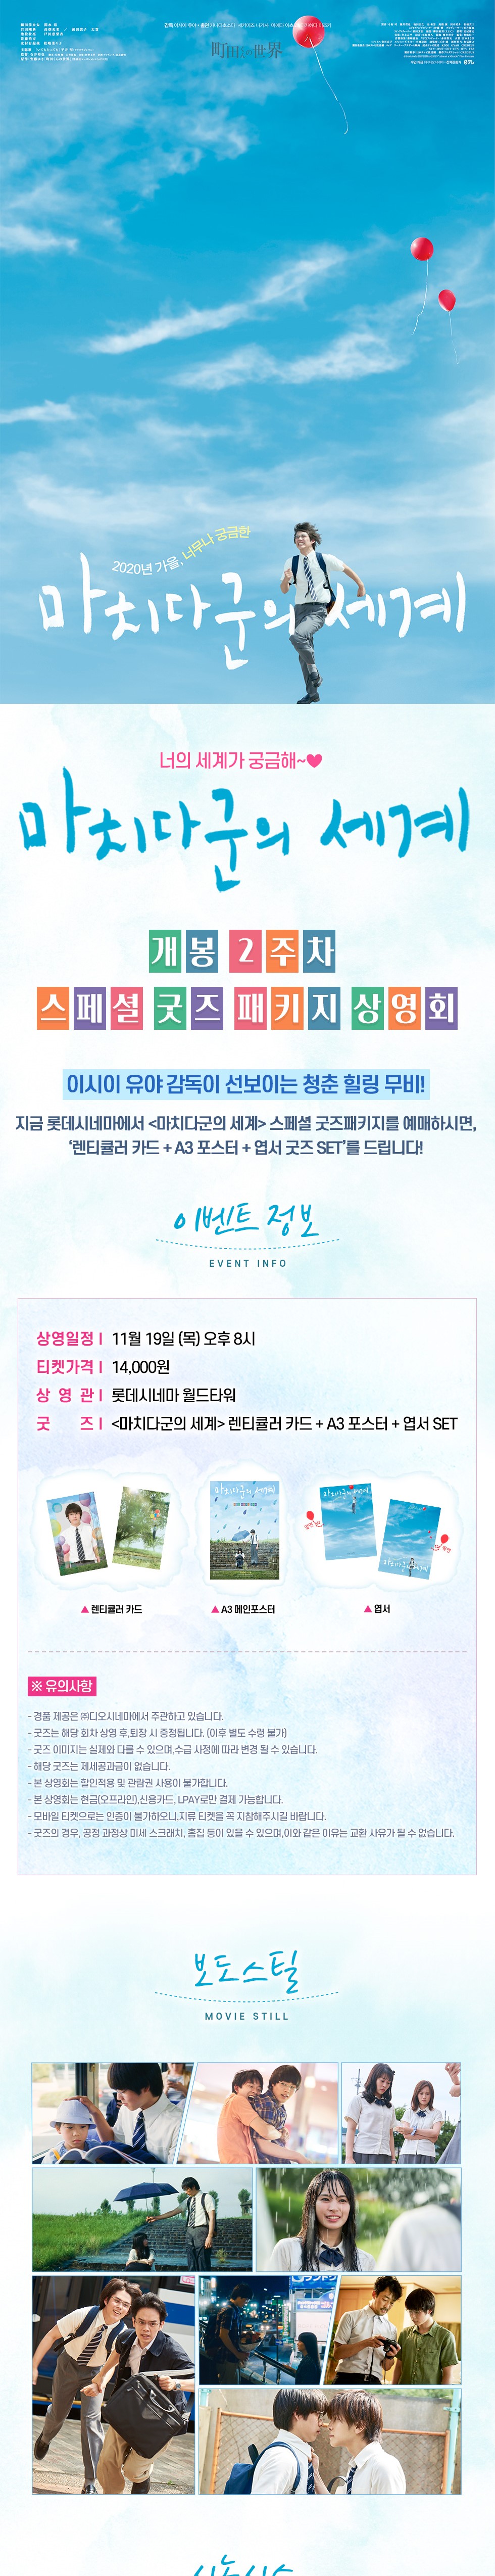 町田くんの世界
2020년 가을, 너무나 궁금한
마치다군의 세계
너의 세계가 궁금해~♥
마치다군의 세계
개봉 2주차
스페셜 굿즈 패키지 상영회
이시이 유야 감독이 선보이는 청춘 힐링 무비!
지금 롯데시네마에서 <마치다군의 세계> 스페셜 굿즈패키지를 예매하시면,
‘렌티큘러 카드 + A3 포스터 + 엽서 굿즈 SET’를 드립니다!
이벤트 정보
EVENT INFO
상영일정 | 11월 19일 (목) 오후 8시
티켓가격 | 14,000원
상 영 관 | 롯데시네마 월드타워
굿 즈 | <마치다군의 세계> 렌티큘러 카드 + A3 포스터 + 엽서 SET
마치다군의 세계
마치다군의 세계
마치다군의 세계
▲ 렌티큘러 카드
▲ A3 메인포스터
▲ 엽서
※ 유의사항
- 경품 제공은 ㈜디오시네마에서 주관하고 있습니다.
- 굿즈는 해당 회차 상영 후,퇴장 시 증정됩니다. (이후 별도 수령 불가)
- 굿즈 이미지는 실제와 다를 수 있으며,수급 사정에 따라 변경 될 수 있습니다.
- 해당 굿즈는 제세공과금이 없습니다.
- 본 상영회는 할인적용 및 관람권 사용이 불가합니다.
- 본 상영회는 현금(오프라인),신용카드, L.PAY로만 결제 가능합니다.
- 모바일 티켓으로는 인증이 불가하오니,지류 티켓을 꼭 지참해주시길 바랍니다.
- 굿즈의 경우, 공정 과정상 미세 스크래치, 흠집 등이 있을 수 있으며,이와 같은 이유는 교환 사유가 될 수 없습니다.
보도스틸
MOVIE STILL